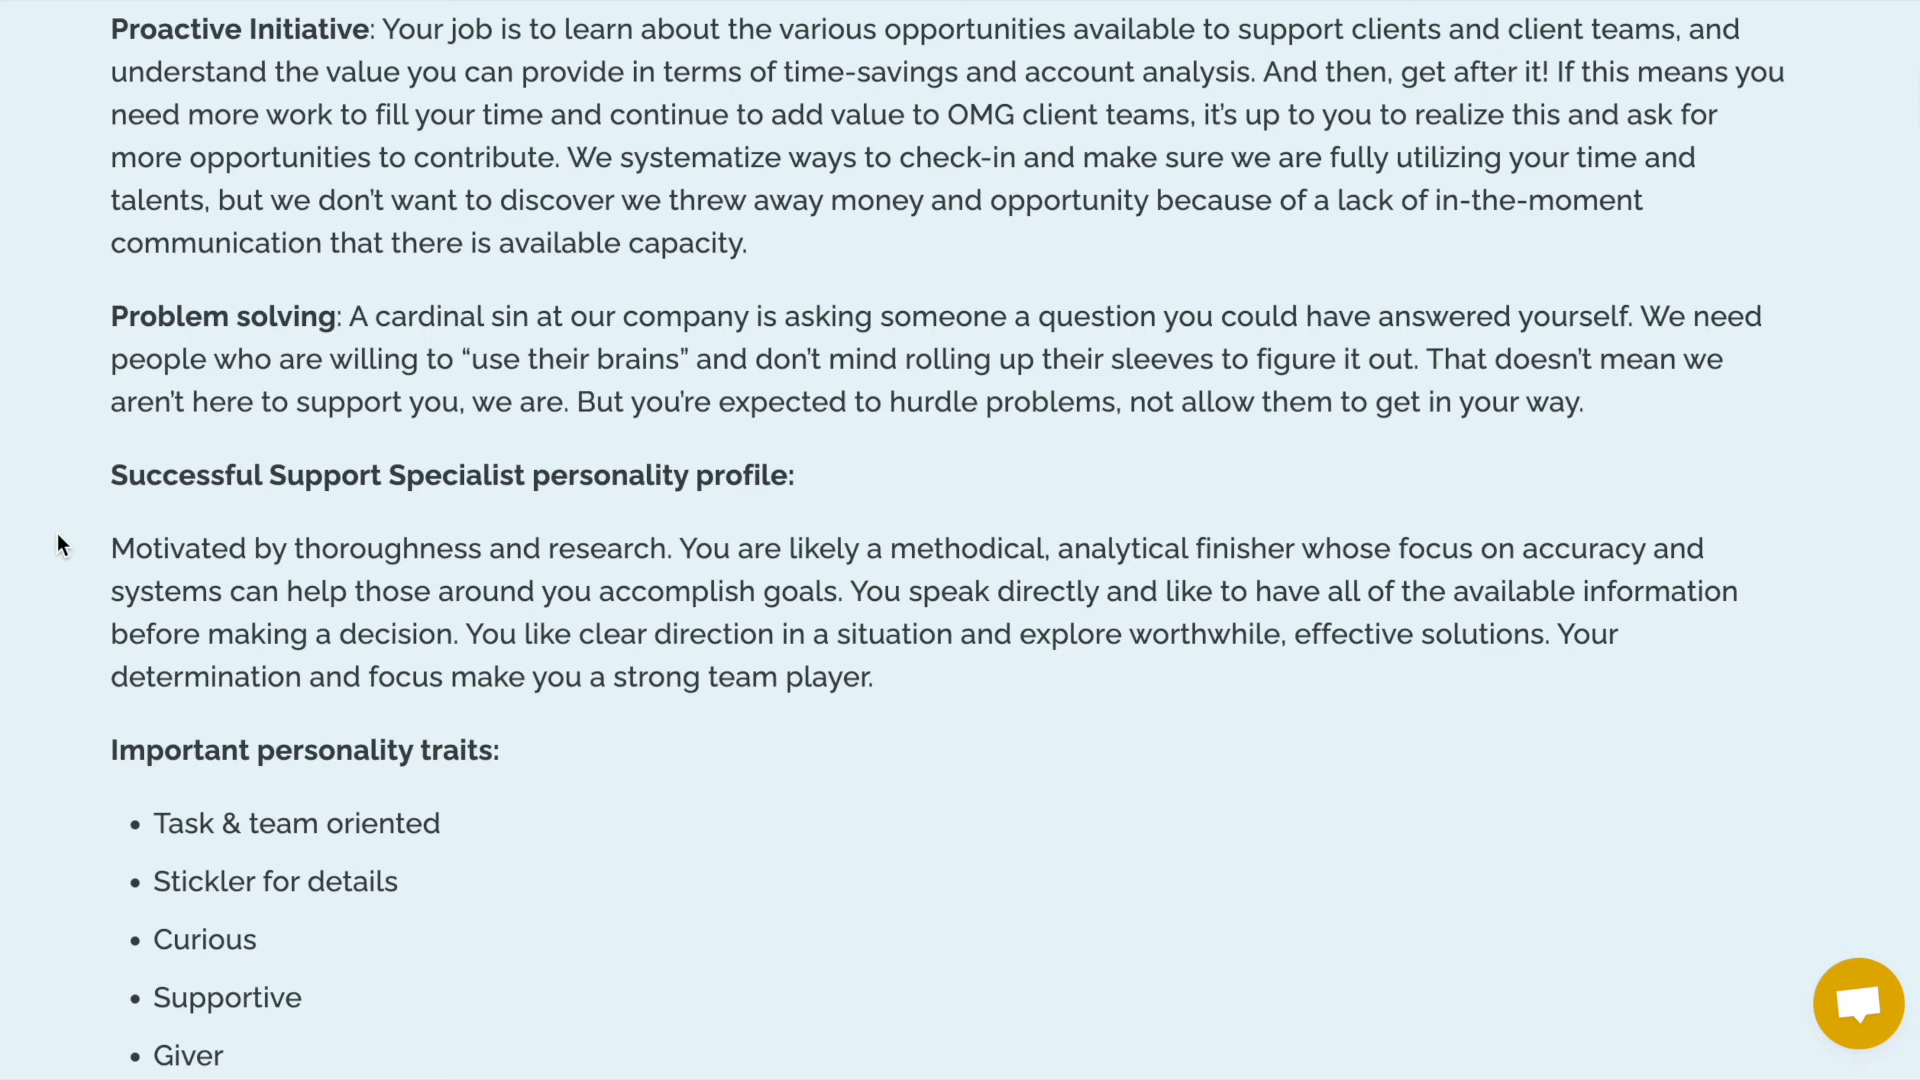 Proactive Initiative: Your job is to learn about the various opportunities available to support clients and client teams, and
understand the value you can provide in terms of time-savings and account analysis. And then, get after it! If this means you
need more work to fill your time and continue to add value to OMG client teams, it’s up to you to realize this and ask for
more opportunities to contribute. We systematize ways to check-in and make sure we are fully utilizing your time and
talents, but we don’t want to discover we threw away money and opportunity because of a lack of in-the-moment
communication that there is available capacity.
Problem solving: A cardinal sin at our company is asking someone a question you could have answered yourself. We need
people who are willing to “use their brains” and don’t mind rolling up their sleeves to figure it out. That doesn’t mean we
aren’t here to support you, we are. But you’re expected to hurdle problems, not allow them to get in your way.
Successful Support Specialist personality profile:
Motivated by thoroughness and research. You are likely a methodical, analytical finisher whose focus on accuracy and
systems can help those around you accomplish goals. You speak directly and like to have all of the available information
before making a decision. You like clear direction in a situation and explore worthwhile, effective solutions. Your
determination and focus make you a strong team player.
Important personality traits:
• Task & team oriented
• Stickler for details
• Curious
• Supportive
• Giver